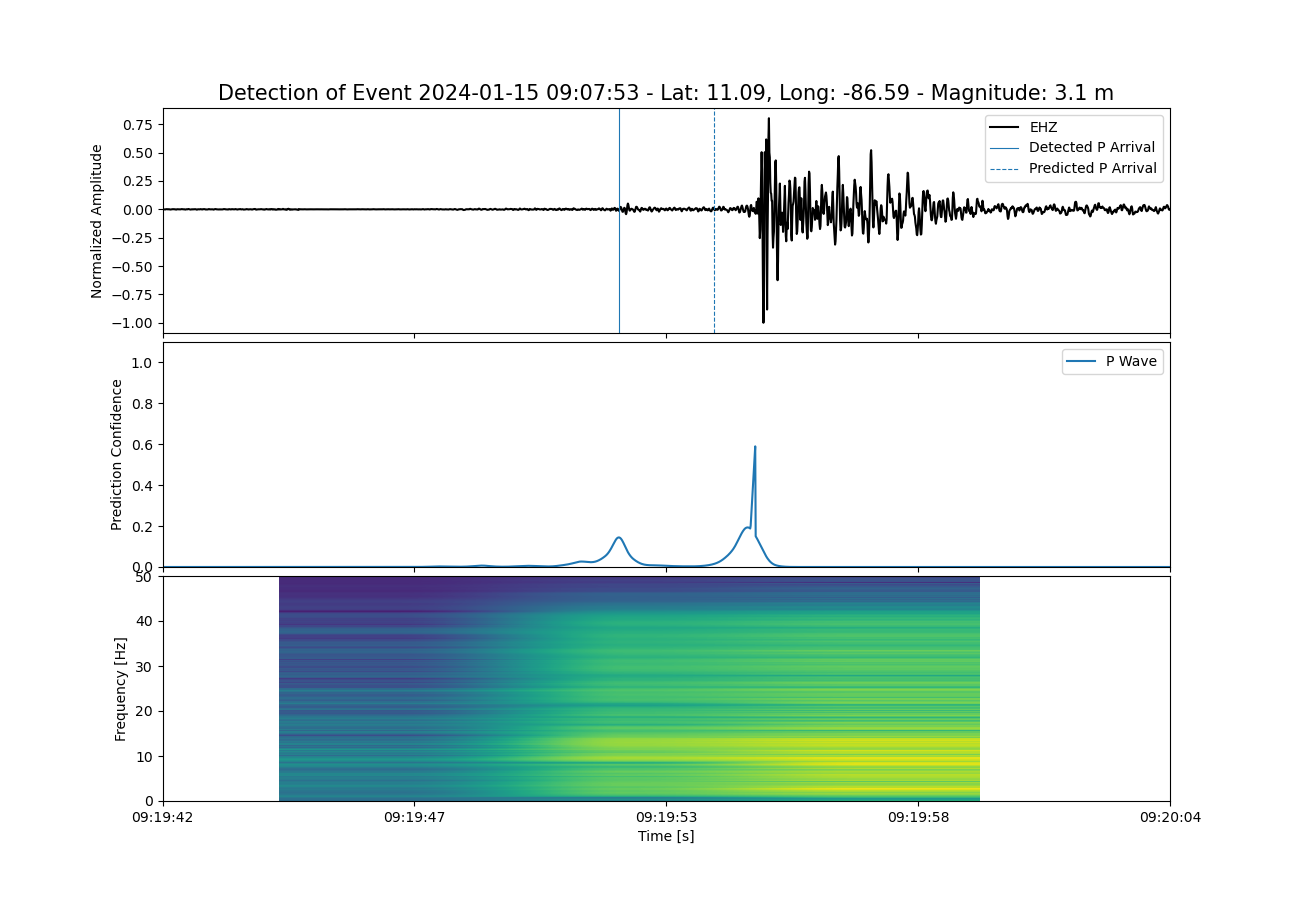 Detection of Event 2024-01-15 09:07:53 - Lat: 11.09, Long: -86.59 - Magnitude: 3.1 m
Normalized Amplitude
0.75
0.50
0.25
0.00
−0.25
−0.50
−0.75
−1.00
EHZ
Detected P Arrival
Predicted P Arrival
Prediction Confidence
1.0
0.8
0.6
0.4
0.2
0.0
P Wave
Frequency [Hz]
50
40
30
20
10
0
09:19:42 09:19:47 09:19:53 09:19:58 09:20:04
Time [s]